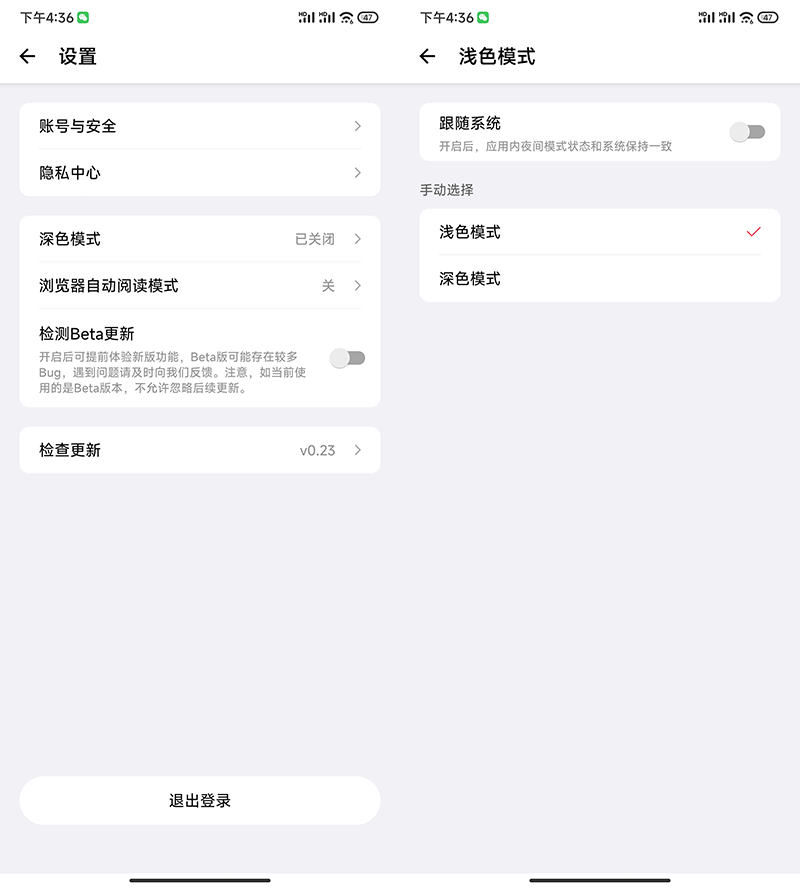 下午4:36
HD HD 47
设置
账号与安全
隐私中心
深色模式 已关闭
浏览器自动阅读模式 关
检测Beta更新
开启后可提前体验新版功能，Beta版可能存在较多
Bug，遇到问题请及时向我们反馈。注意，如当前使
用的是Beta版本，不允许忽略后续更新。
检查更新 v0.23
退出登录
下午4:36
HD HD 47
浅色模式
跟随系统
开启后，应用内夜间模式状态和系统保持一致
手动选择
浅色模式
深色模式